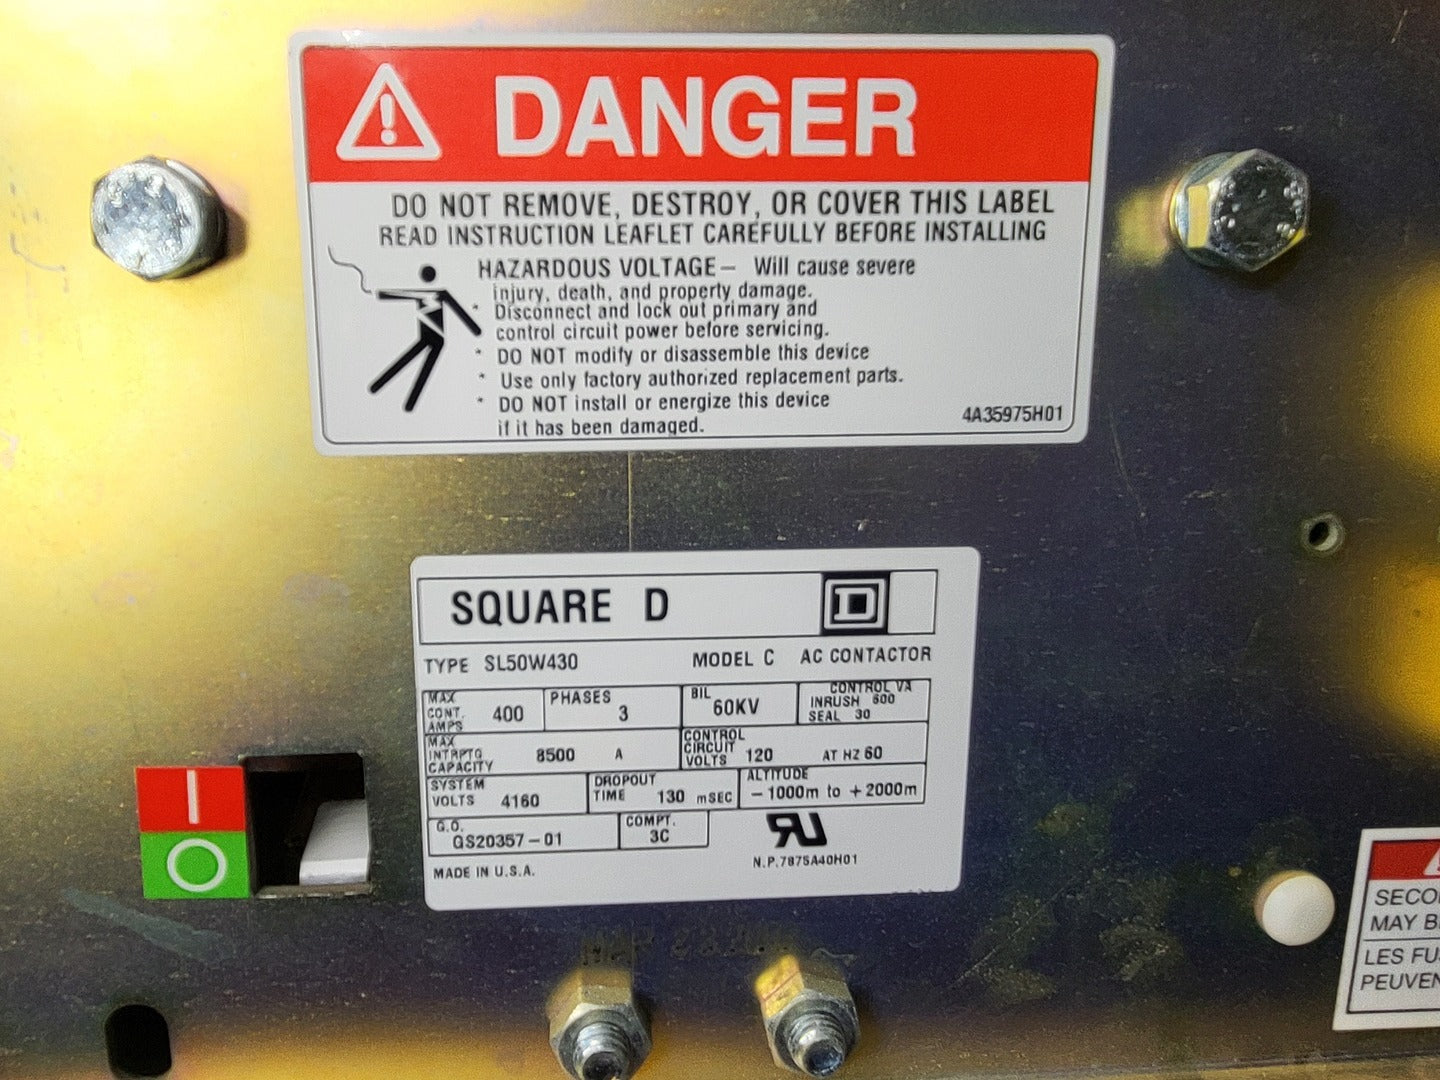 DANGER
DO NOT REMOVE, DESTROY, OR COVER THIS LABEL
READ INSTRUCTION LEAFLET CAREFULLY BEFORE INSTALLING
HAZARDOUS VOLTAGE – Will cause severe
injury, death, and property damage.
* Disconnect and lock out primary and
control circuit power before servicing.
* DO NOT modify or disassemble this device
* Use only factory authorized replacement parts.
* DO NOT install or energize this device
if it has been damaged.
4A35975H01
SQUARE D
D
TYPE SL50W430 MODEL C AC CONTACTOR
MAX CONT. AMPS 400 PHASES 3 BIL 60KV CONTROL VA INRUSH 600 SEAL 30
MAX INTRPTG CAPACITY 8500 A CONTROL CIRCUIT VOLTS 120 AT HZ 60
SYSTEM VOLTS 4160 DROPOUT TIME 130 mSEC ALTITUDE –1000m to +2000m
G.O. GS20357-01 COMPT. 3C
N.P.7875A40H01
MADE IN U.S.A.
I
O
SECO
MAY B
LES FU
PEUVEN